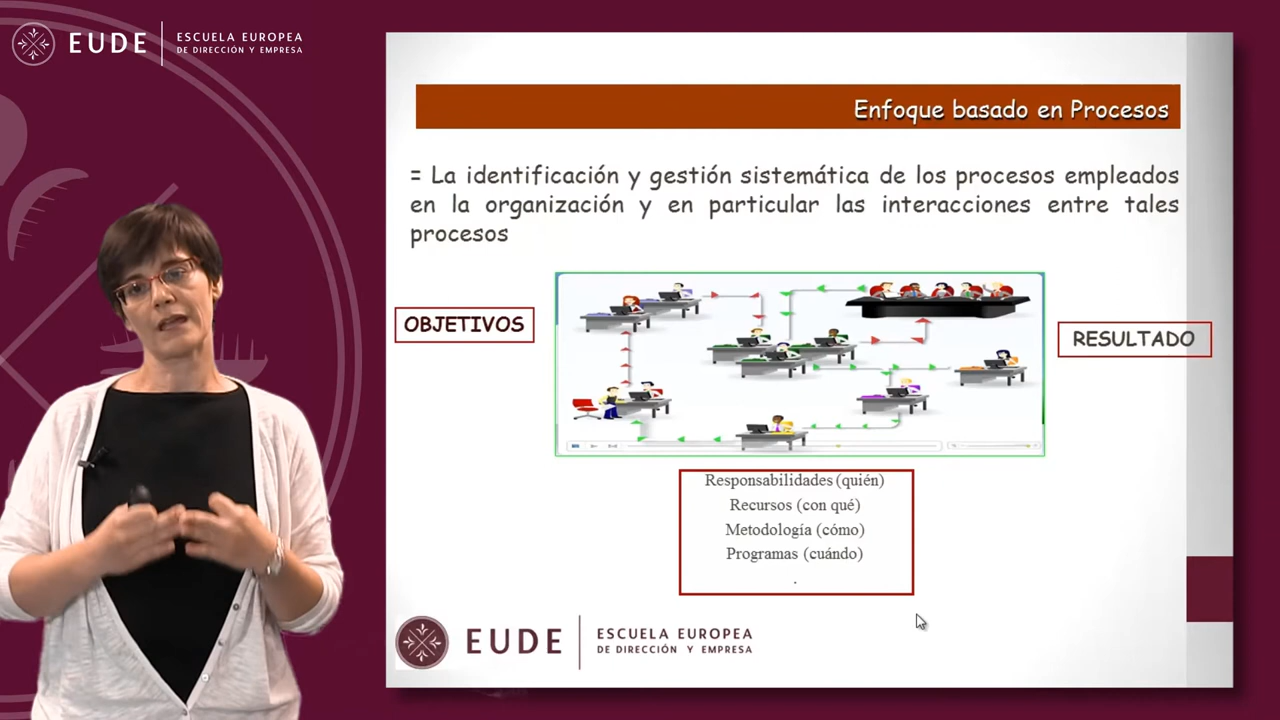 EUDE
ESCUELA EUROPEA
DE DIRECCIÓN Y EMPRESA
Enfoque basado en Procesos
= La identificación y gestión sistemática de los procesos empleados
en la organización y en particular las interacciones entre tales
procesos
OBJETIVOS
RESULTADO
Responsabilidades (quién)
Recursos (con qué)
Metodología (cómo)
Programas (cuándo)
.
EUDE
ESCUELA EUROPEA
DE DIRECCIÓN Y EMPRESA